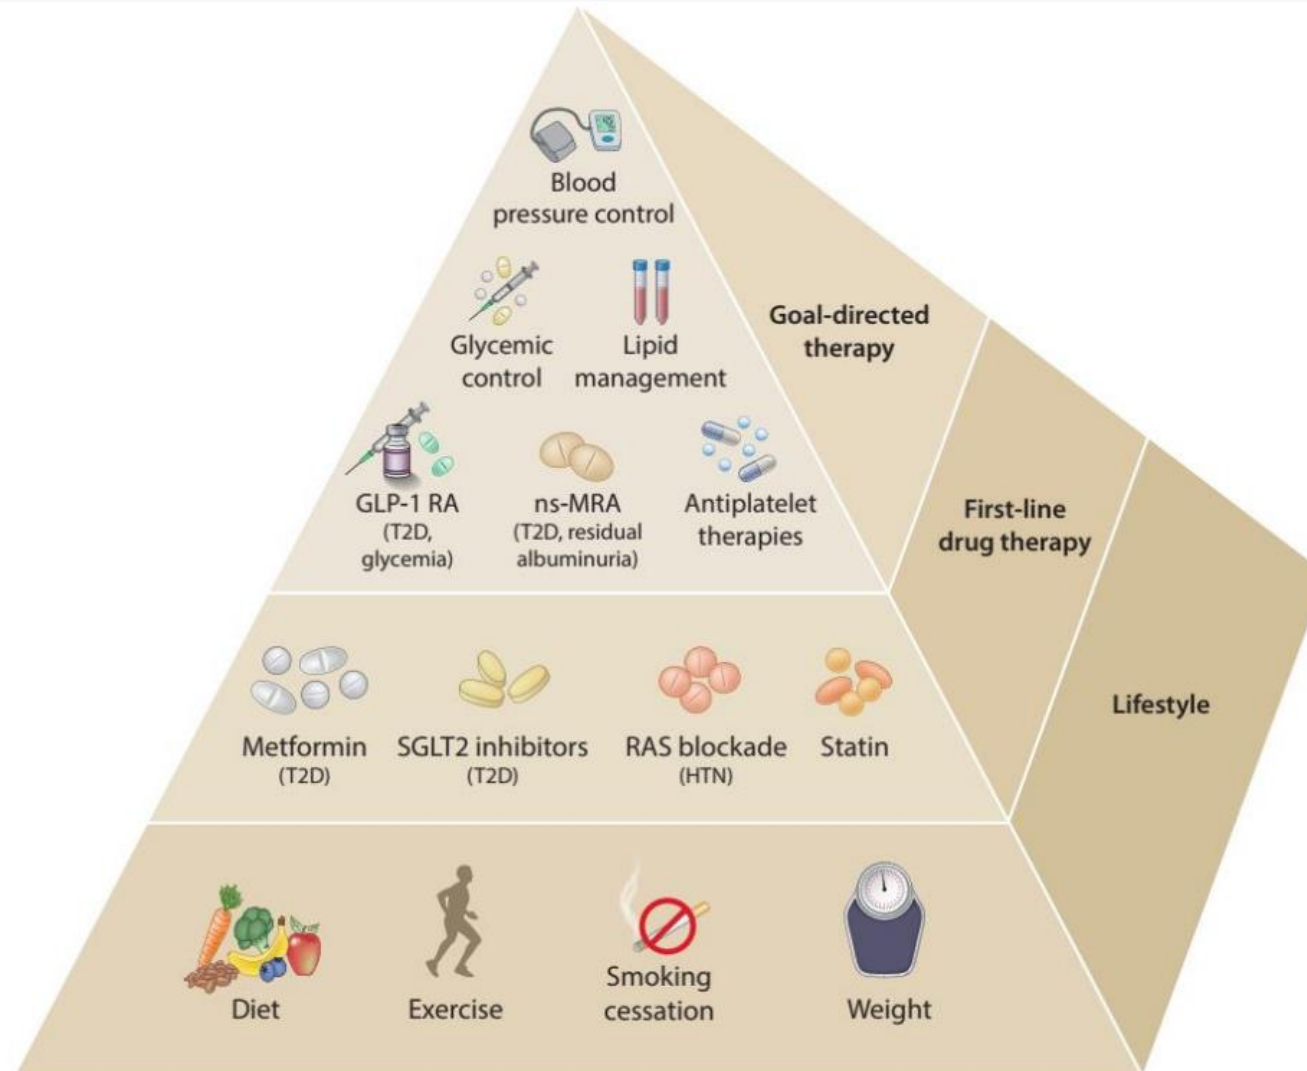 Blood
pressure control
Glycemic
control
Lipid
management
Goal-directed
therapy
GLP-1 RA
(T2D,
glycemia)
ns-MRA
(T2D, residual
albuminuria)
Antiplatelet
therapies
First-line
drug therapy
Metformin
(T2D)
SGLT2 inhibitors
(T2D)
RAS blockade
(HTN)
Statin
Lifestyle
Diet
Exercise
Smoking
cessation
Weight